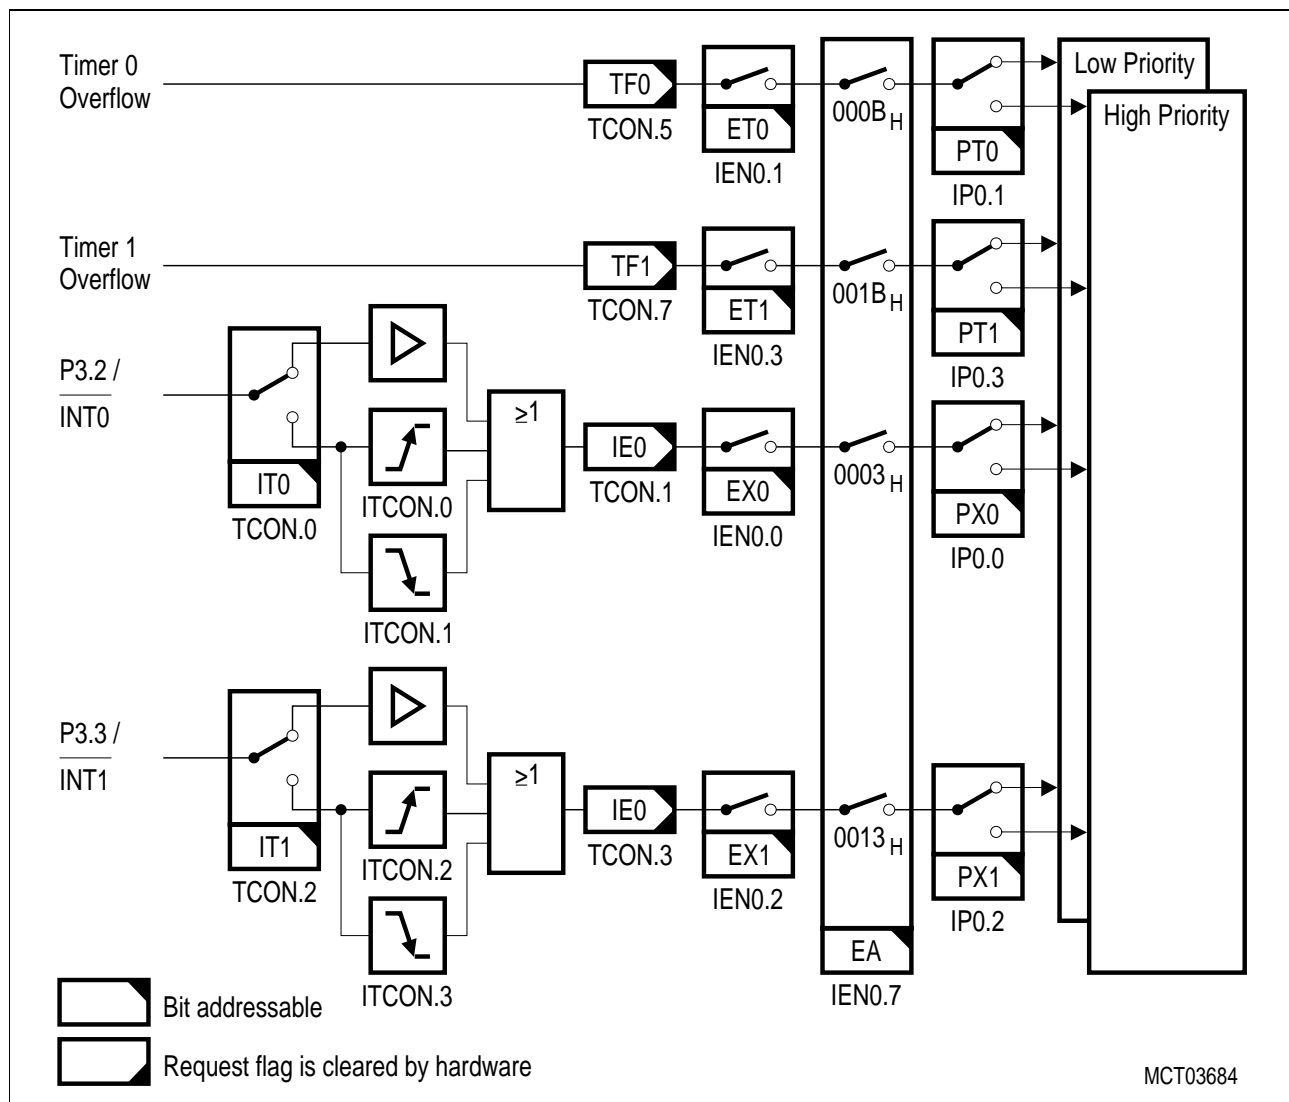 Timer 0
Overflow
TF0
TCON.5
ET0
IEN0.1
000B H
PT0
IP0.1
Low Priority
High Priority
Timer 1
Overflow
TF1
TCON.7
ET1
IEN0.3
001B H
PT1
IP0.3
P3.2 /
INT0
IT0
TCON.0
ITCON.0
ITCON.1
≥1
IE0
TCON.1
EX0
IEN0.0
0003 H
PX0
IP0.0
P3.3 /
INT1
IT1
TCON.2
ITCON.2
ITCON.3
≥1
IE0
TCON.3
EX1
IEN0.2
0013 H
PX1
IP0.2
EA
IEN0.7
Bit addressable
Request flag is cleared by hardware
MCT03684